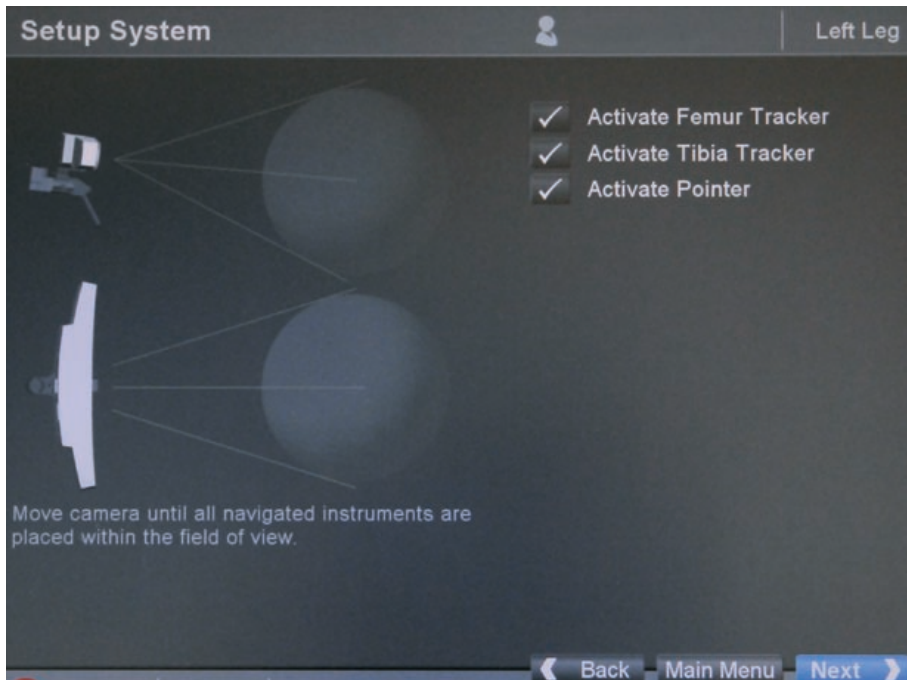 Setup System
Left Leg
Activate Femur Tracker
Activate Tibia Tracker
Activate Pointer
Move camera until all navigated instruments are
placed within the field of view.
Back
Main Menu
Next